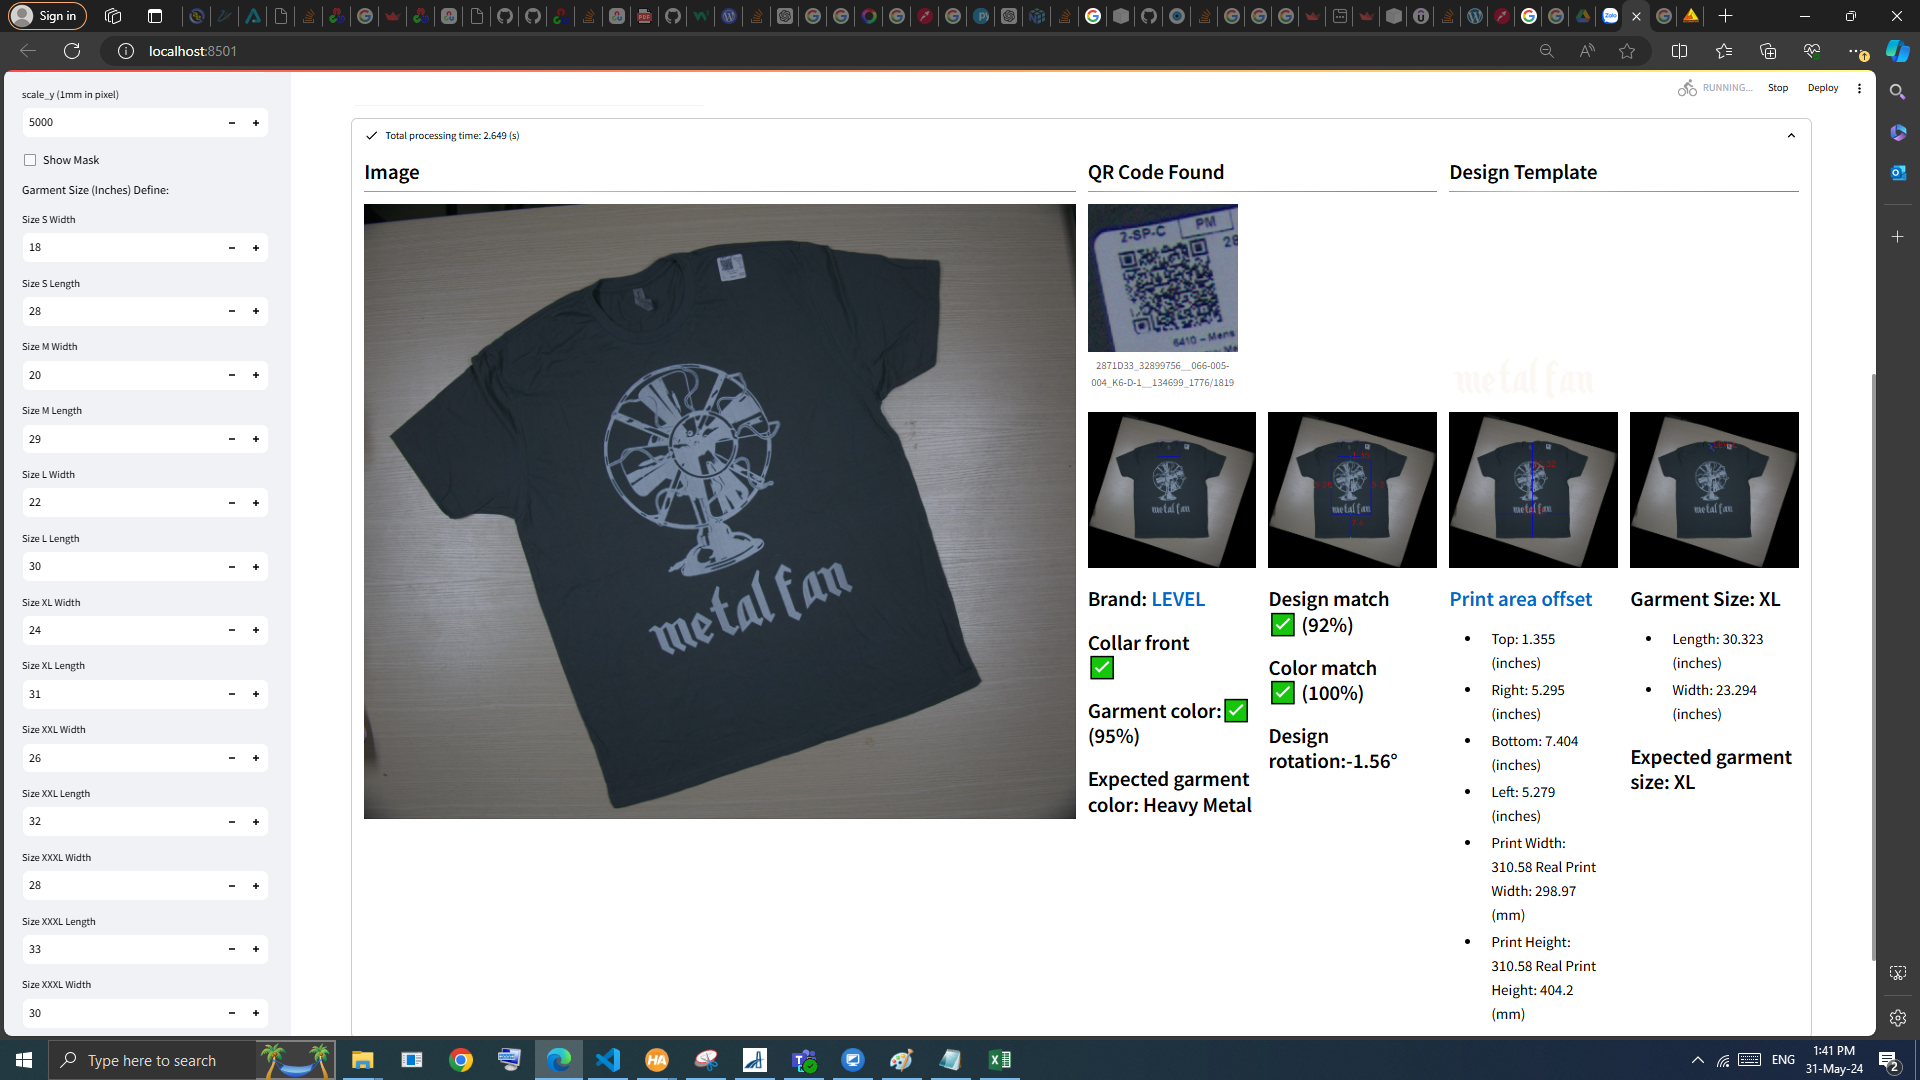 Sign in
localhost:8501
scale_y (1mm in pixel)
5000
Show Mask
Garment Size (Inches) Define:
Size S Width
18
Size S Length
28
Size M Width
20
Size M Length
29
Size L Width
22
Size L Length
30
Size XL Width
24
Size XL Length
31
Size XXL Width
26
Size XXL Length
32
Size XXXL Width
28
Size XXXL Length
33
Size XXXL Width
30
RUNNING...
Stop
Deploy
Total processing time: 2.649 (s)
Image
metal fan
QR Code Found
2-SP-C
PM
28
6410 – Mens
2871D33_32899756__066-005-
004_K6-D-1__134699_1776/1819
Design Template
metal fan
metal fan
metal fan
metal fan
metal fan
Brand: LEVEL
Collar front
Garment color:
(95%)
Expected garment
color: Heavy Metal
Design match
(92%)
Color match
(100%)
Design
rotation:-1.56°
Print area offset
Top: 1.355
(inches)
Right: 5.295
(inches)
Bottom: 7.404
(inches)
Left: 5.279
(inches)
Print Width:
310.58 Real Print
Width: 298.97
(mm)
Print Height:
310.58 Real Print
Height: 404.2
(mm)
Garment Size: XL
Length: 30.323
(inches)
Width: 23.294
(inches)
Expected garment
size: XL
Type here to search
ENG
1:41 PM
31-May-24
2